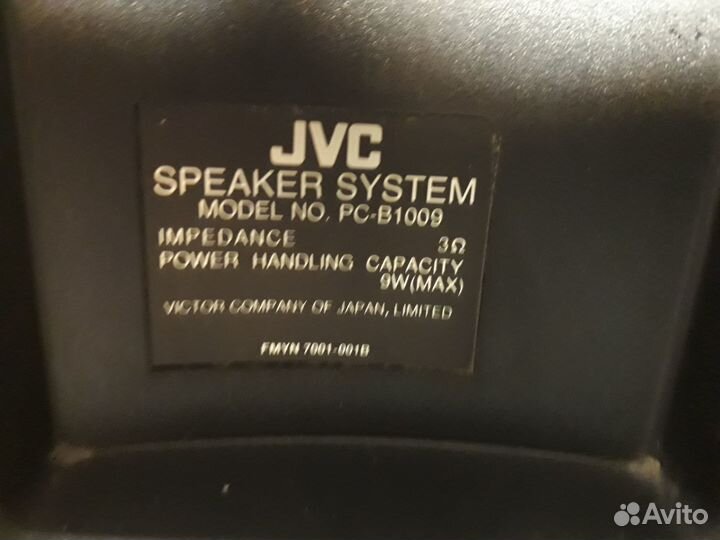 JVC
SPEAKER SYSTEM
MODEL NO. PC-B1009
IMPEDANCE 3Ω
POWER HANDLING CAPACITY
9W(MAX)
VICTOR COMPANY OF JAPAN, LIMITED
FMYN 7001-001B
Avito